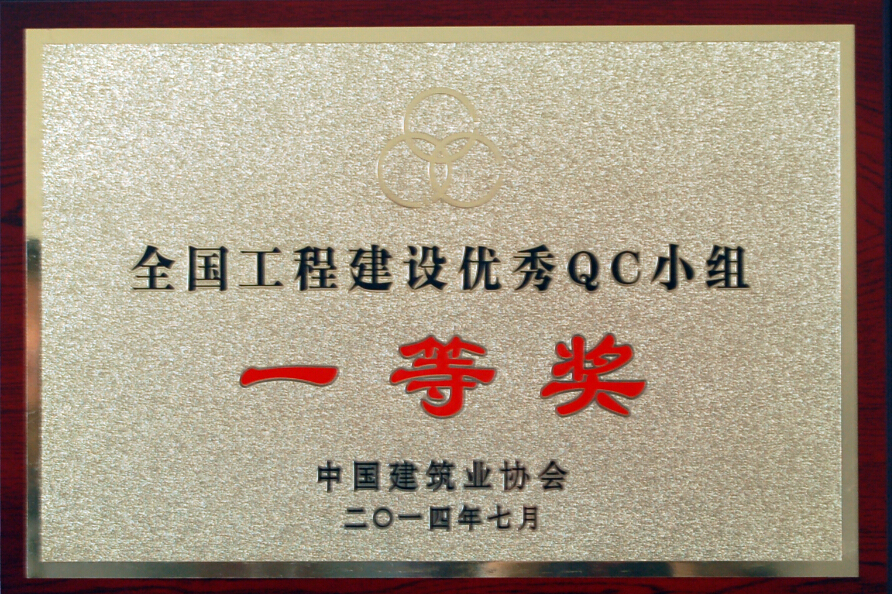 全国工程建设优秀QC小组
一等奖
中国建筑业协会
二〇一四年七月